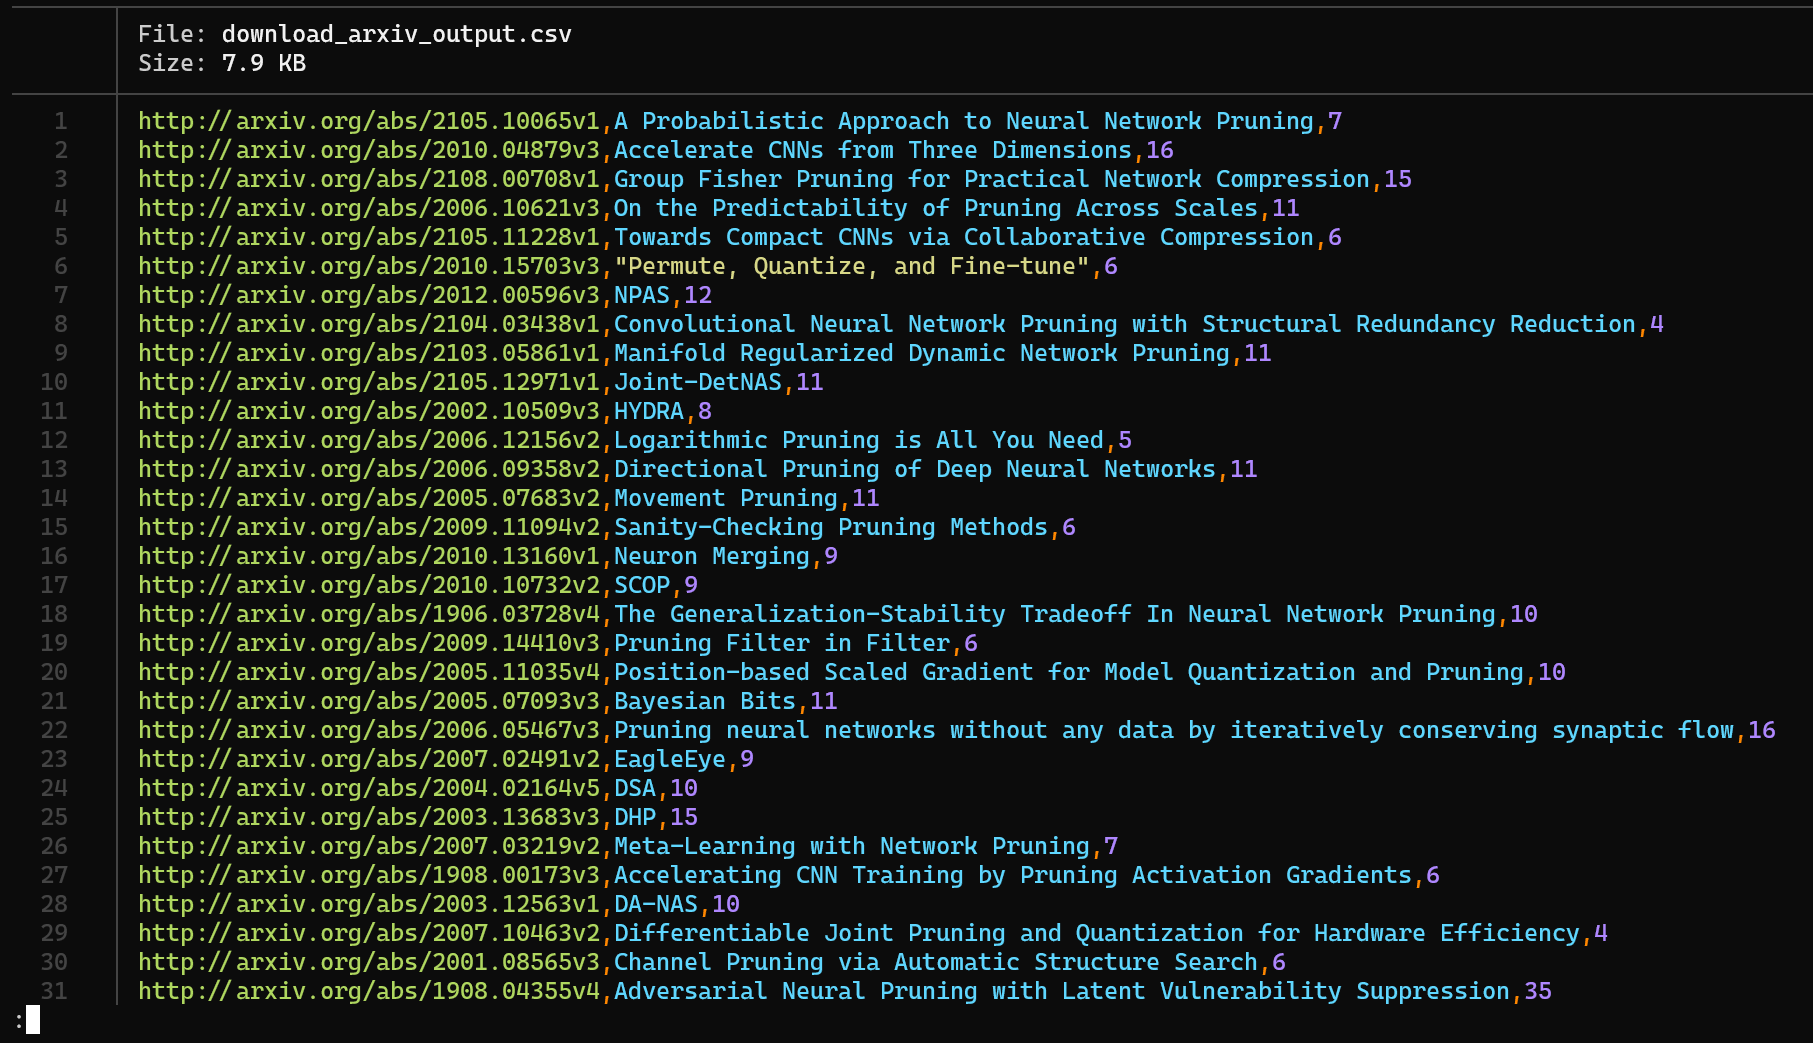 File: download_arxiv_output.csv
Size: 7.9 KB
1 http://arxiv.org/abs/2105.10065v1,A Probabilistic Approach to Neural Network Pruning,7
2 http://arxiv.org/abs/2010.04879v3,Accelerate CNNs from Three Dimensions,16
3 http://arxiv.org/abs/2108.00708v1,Group Fisher Pruning for Practical Network Compression,15
4 http://arxiv.org/abs/2006.10621v3,On the Predictability of Pruning Across Scales,11
5 http://arxiv.org/abs/2105.11228v1,Towards Compact CNNs via Collaborative Compression,6
6 http://arxiv.org/abs/2010.15703v3,"Permute, Quantize, and Fine-tune",6
7 http://arxiv.org/abs/2012.00596v3,NPAS,12
8 http://arxiv.org/abs/2104.03438v1,Convolutional Neural Network Pruning with Structural Redundancy Reduction,4
9 http://arxiv.org/abs/2103.05861v1,Manifold Regularized Dynamic Network Pruning,11
10 http://arxiv.org/abs/2105.12971v1,Joint-DetNAS,11
11 http://arxiv.org/abs/2002.10509v3,HYDRA,8
12 http://arxiv.org/abs/2006.12156v2,Logarithmic Pruning is All You Need,5
13 http://arxiv.org/abs/2006.09358v2,Directional Pruning of Deep Neural Networks,11
14 http://arxiv.org/abs/2005.07683v2,Movement Pruning,11
15 http://arxiv.org/abs/2009.11094v2,Sanity-Checking Pruning Methods,6
16 http://arxiv.org/abs/2010.13160v1,Neuron Merging,9
17 http://arxiv.org/abs/2010.10732v2,SCOP,9
18 http://arxiv.org/abs/1906.03728v4,The Generalization-Stability Tradeoff In Neural Network Pruning,10
19 http://arxiv.org/abs/2009.14410v3,Pruning Filter in Filter,6
20 http://arxiv.org/abs/2005.11035v4,Position-based Scaled Gradient for Model Quantization and Pruning,10
21 http://arxiv.org/abs/2005.07093v3,Bayesian Bits,11
22 http://arxiv.org/abs/2006.05467v3,Pruning neural networks without any data by iteratively conserving synaptic flow,16
23 http://arxiv.org/abs/2007.02491v2,EagleEye,9
24 http://arxiv.org/abs/2004.02164v5,DSA,10
25 http://arxiv.org/abs/2003.13683v3,DHP,15
26 http://arxiv.org/abs/2007.03219v2,Meta-Learning with Network Pruning,7
27 http://arxiv.org/abs/1908.00173v3,Accelerating CNN Training by Pruning Activation Gradients,6
28 http://arxiv.org/abs/2003.12563v1,DA-NAS,10
29 http://arxiv.org/abs/2007.10463v2,Differentiable Joint Pruning and Quantization for Hardware Efficiency,4
30 http://arxiv.org/abs/2001.08565v3,Channel Pruning via Automatic Structure Search,6
31 http://arxiv.org/abs/1908.04355v4,Adversarial Neural Pruning with Latent Vulnerability Suppression,35
: